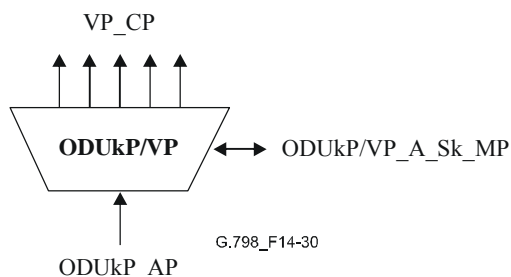 VP_CP
ODUkP/VP
ODUkP/VP_A_Sk_MP
G.798_F14-30
ODUkP_AP